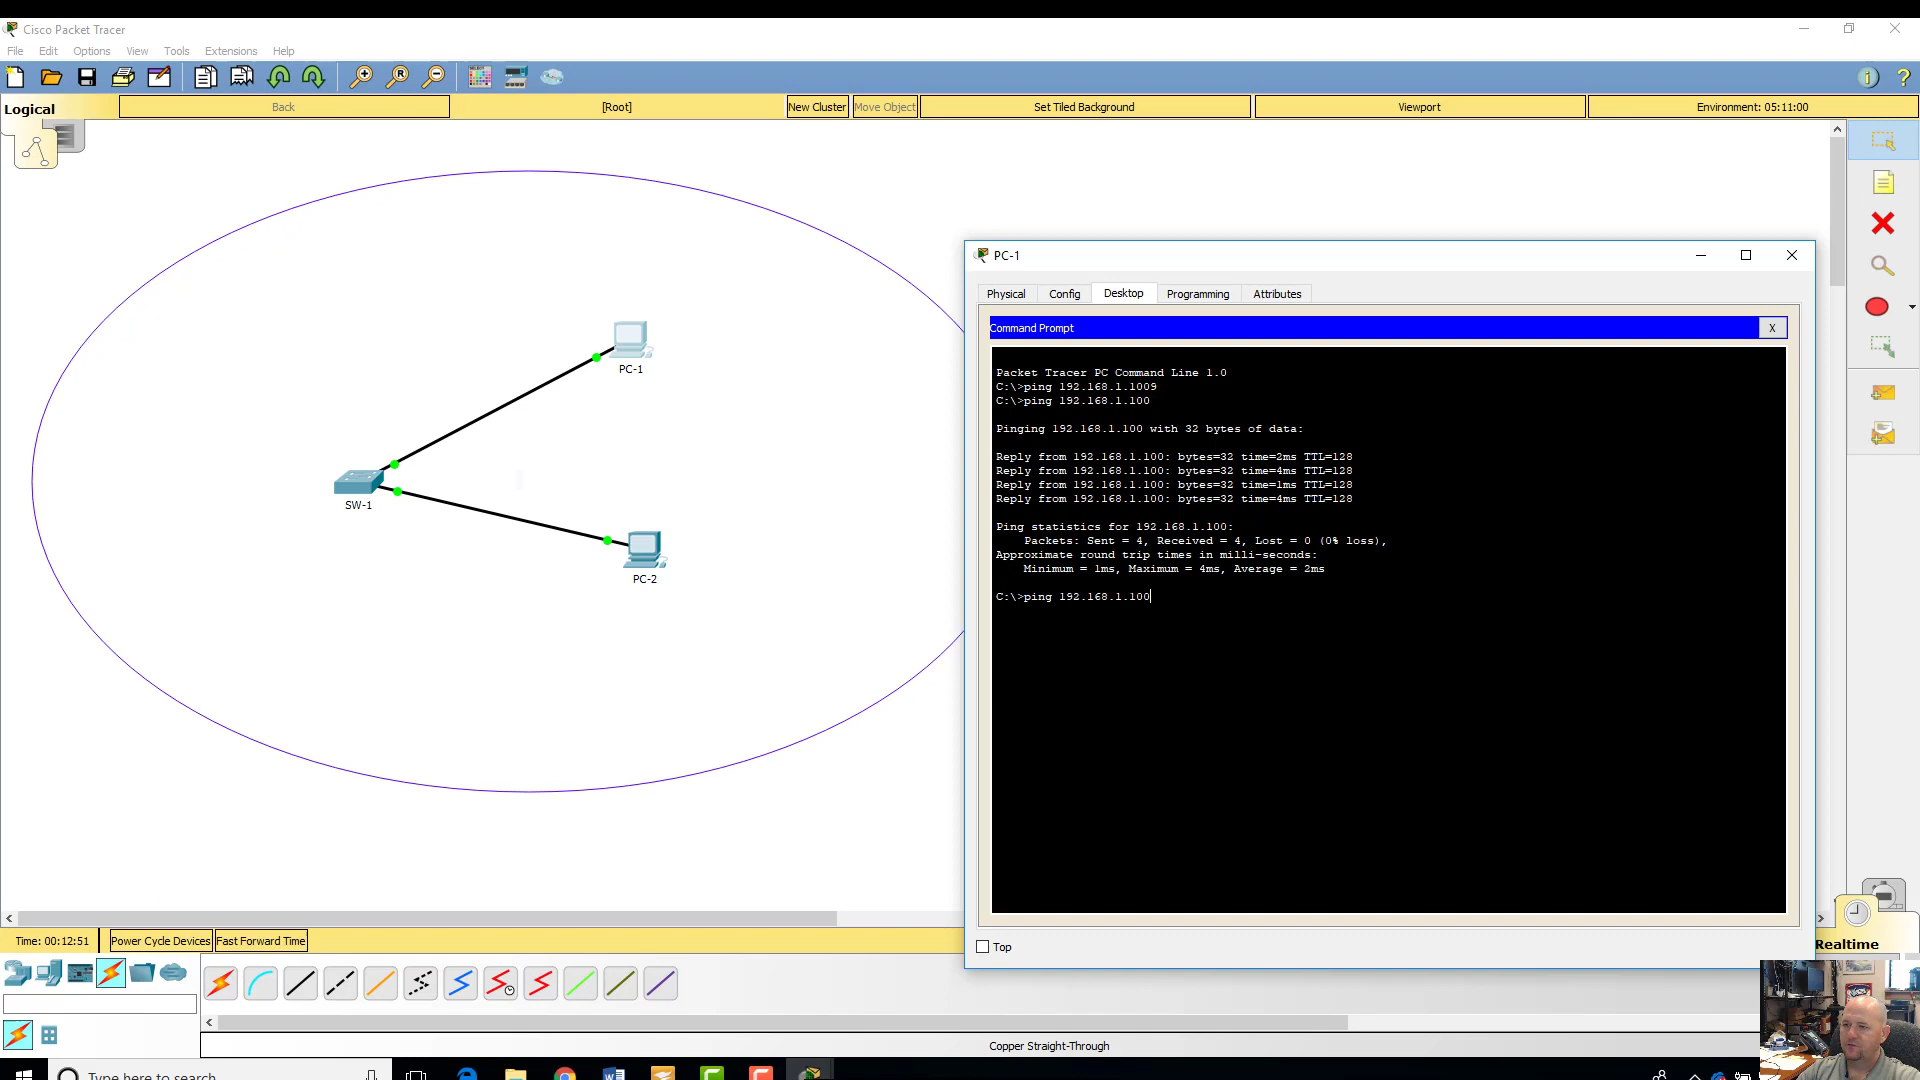 Cisco Packet Tracer
File Edit Options View Tools Extensions Help
Logical
Back
[Root]
New Cluster
Move Object
Set Tiled Background
Viewport
Environment: 05:11:00
PC-1
SW-1
PC-2
PC-1
Physical Config Desktop Programming Attributes
Command Prompt
X
Packet Tracer PC Command Line 1.0
C:\>ping 192.168.1.1009
C:\>ping 192.168.1.100
Pinging 192.168.1.100 with 32 bytes of data:
Reply from 192.168.1.100: bytes=32 time=2ms TTL=128
Reply from 192.168.1.100: bytes=32 time=4ms TTL=128
Reply from 192.168.1.100: bytes=32 time=1ms TTL=128
Reply from 192.168.1.100: bytes=32 time=4ms TTL=128
Ping statistics for 192.168.1.100:
Packets: Sent = 4, Received = 4, Lost = 0 (0% loss),
Approximate round trip times in milli-seconds:
Minimum = 1ms, Maximum = 4ms, Average = 2ms
C:\>ping 192.168.1.100
Top
Time: 00:12:51
Power Cycle Devices
Fast Forward Time
Realtime
Copper Straight-Through
Type here to search